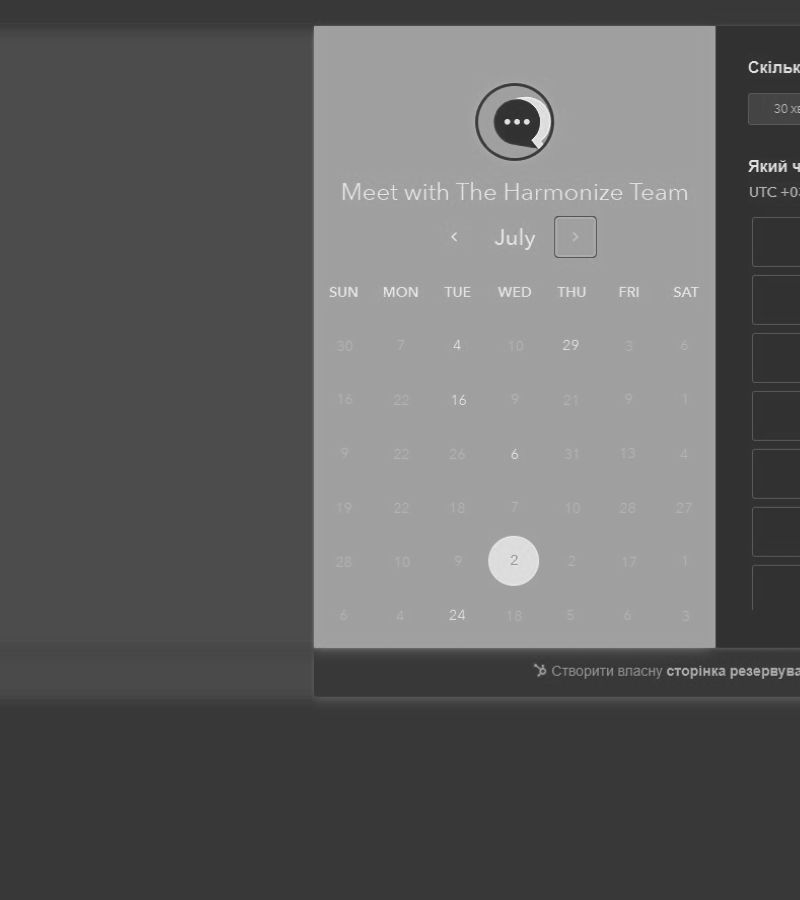 Скільк
30 хв
Який ч
UTC +03
Meet with The Harmonize Team
July
SUN MON TUE WED THU FRI SAT
30 7 4 10 29 3 6
16 22 16 9 21 9 1
9 22 26 6 31 13 4
19 22 18 7 10 28 27
28 10 9 2 2 17 1
6 4 24 18 5 6 3
Створити власну сторінка резервува